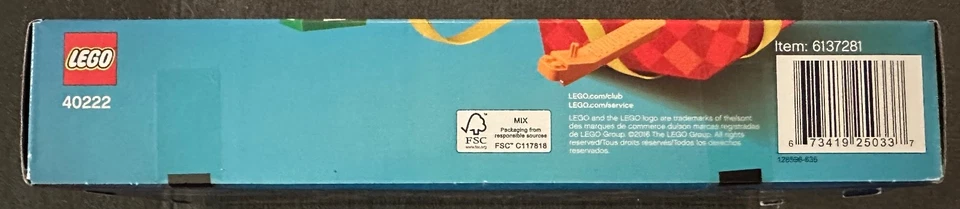 LEGO
40222
FSC
www.fsc.org
MIX
Packaging from
responsible sources
FSC™ C117818
LEGO.com/club
LEGO.com/service
LEGO and the LEGO logo are trademarks of the/sont
des marques de commerce du/son marcas registradas
de LEGO Group. ©2016 The LEGO Group. All rights
reserved/Tous droits réservés/Todos los derechos
reservados.
Item: 6137281
6 73419 25033 7
128596-635